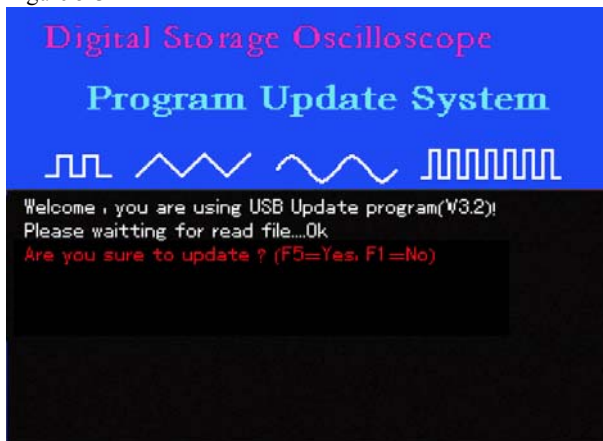 Digital Storage Oscilloscope
Program Update System
Welcome , you are using USB Update program(V3.2)!
Please waitting for read file....Ok
Are you sure to update ? (F5=Yes, F1=No)